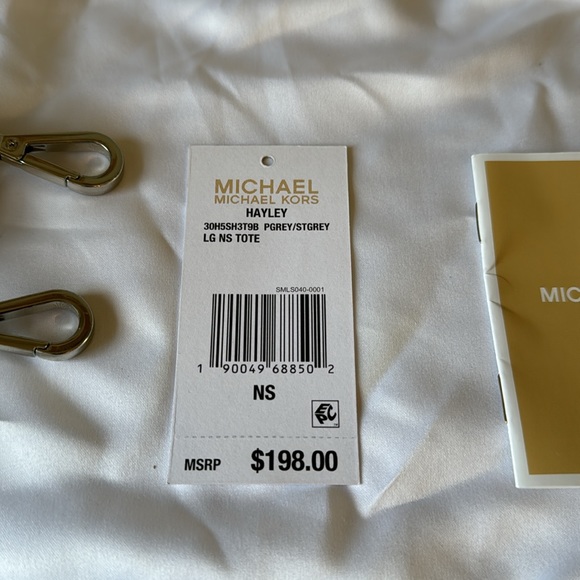 MICHAEL
MICHAEL KORS
HAYLEY
30H5SH3T9B PGREY/STGREY
LG NS TOTE
SMLS040-0001
1 90049 68850 2
NS
EPC
MSRP $198.00
MIC